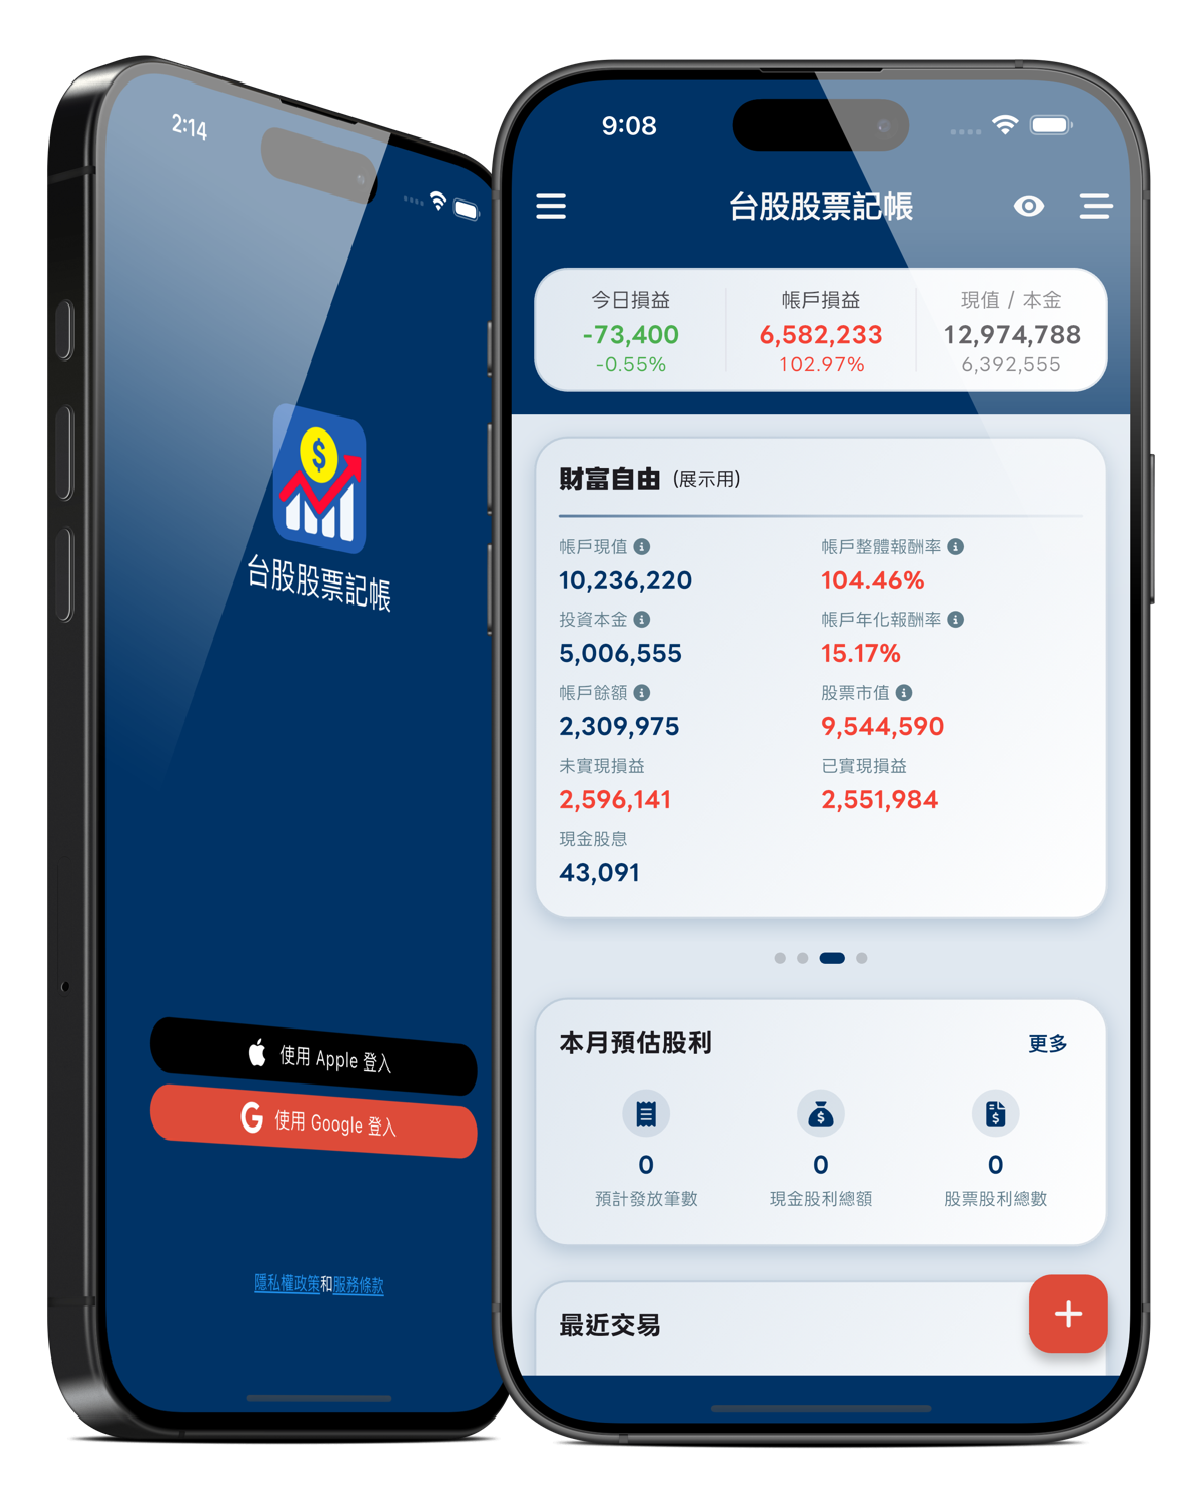 2:14
台股股票記帳
使用 Apple 登入
G 使用 Google 登入
隱私權政策和服務條款
9:08
台股股票記帳
今日損益
-73,400
-0.55%
帳戶損益
6,582,233
102.97%
現值 / 本金
12,974,788
6,392,555
財富自由 (展示用)
帳戶現值
10,236,220
帳戶整體報酬率
104.46%
投資本金
5,006,555
帳戶年化報酬率
15.17%
帳戶餘額
2,309,975
股票市值
9,544,590
未實現損益
2,596,141
已實現損益
2,551,984
現金股息
43,091
本月預估股利
更多
0
預計發放筆數
0
現金股利總額
0
股票股利總數
最近交易